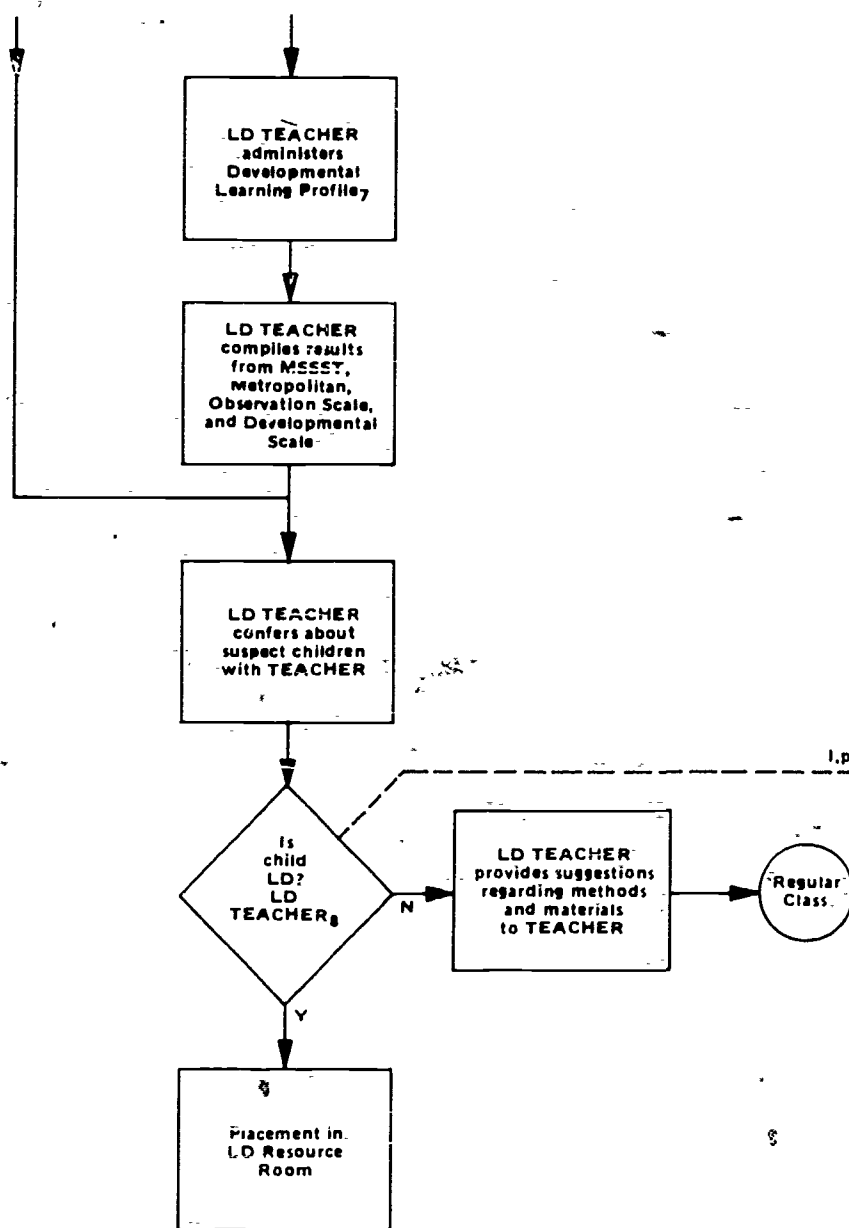 LD TEACHER
administers
Developmental
Learning Profile7
LD TEACHER
compiles results
from MSSST,
Metropolitan,
Observation Scale,
and Developmental
Scale
LD TEACHER
confers about
suspect children
with TEACHER
1,p
Is
child
LD?
LD
TEACHER8
N
LD TEACHER
provides suggestions
regarding methods
and materials
to TEACHER
Regular
Class
Y
Placement in
LD Resource
Room